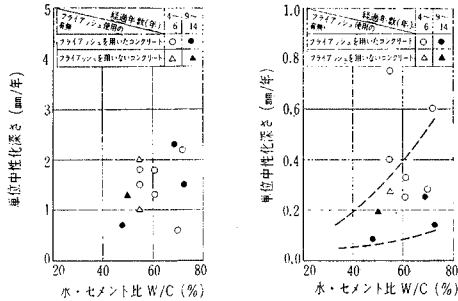 フライアッシュ使用の有無 経過年数(年) 4～6 9～14
フライアッシュを用いたコンクリート ○ ●
フライアッシュを用いないコンクリート △ ▲
単位中性化深さ (mm/年)
5
4
3
2
1
0
20 40 60 80
水・セメント比 W/C (%)
フライアッシュ使用の有無 経過年数(年) 4～6 9～14
フライアッシュを用いたコンクリート ○ ●
フライアッシュを用いないコンクリート △ ▲
単位中性化深さ (mm/年)
1.0
0.8
0.6
0.4
0.2
0.0
20 40 60 80
水・セメント比 W/C (%)